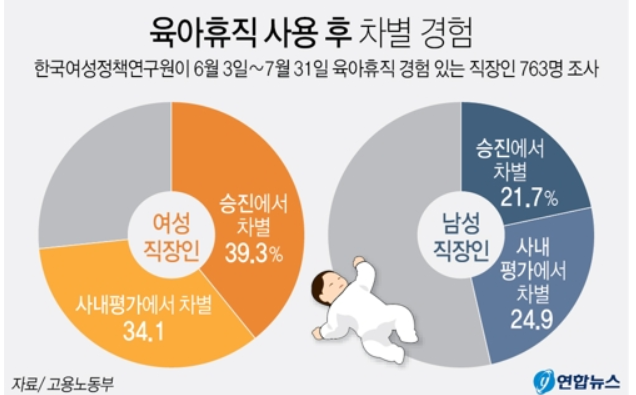 육아휴직 사용 후 차별 경험
한국여성정책연구원이 6월 3일~7월 31일 육아휴직 경험 있는 직장인 763명 조사
여성
직장인
승진에서
차별
39.3%
사내평가에서 차별
34.1
남성
직장인
승진에서
차별
21.7%
사내
평가에서
차별
24.9
자료/ 고용노동부
y 연합뉴스